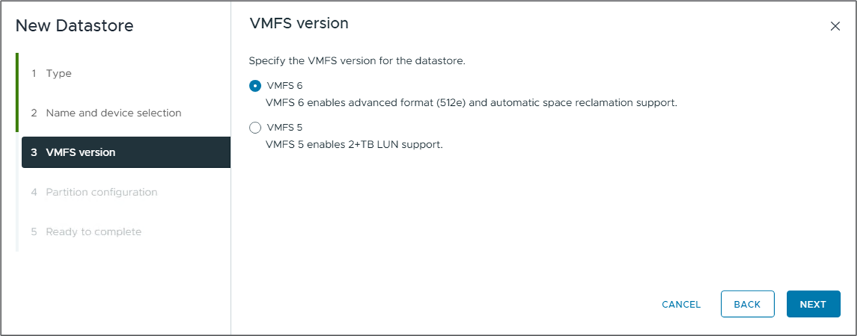 New Datastore
1 Type
2 Name and device selection
3 VMFS version
4 Partition configuration
5 Ready to complete
VMFS version
Specify the VMFS version for the datastore.
VMFS 6
VMFS 6 enables advanced format (512e) and automatic space reclamation support.
VMFS 5
VMFS 5 enables 2+TB LUN support.
CANCEL
BACK
NEXT